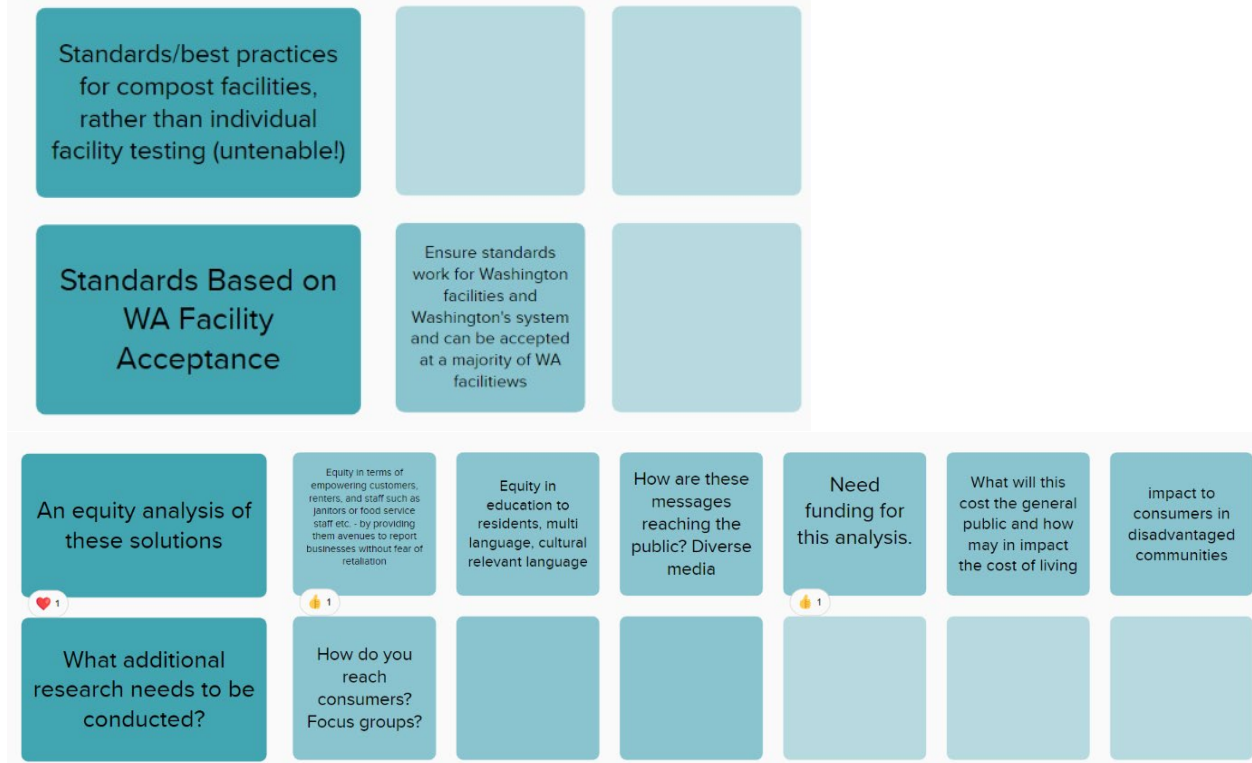 Standards/best practices
for compost facilities,
rather than individual
facility testing (untenable!)
Standards Based on
WA Facility
Acceptance
Ensure standards
work for Washington
facilities and
Washington's system
and can be accepted
at a majority of WA
facilitiews
An equity analysis of
these solutions
❤️ 1
Equity in terms of
empowering customers,
renters, and staff such as
janitors or food service
staff etc. - by providing
them avenues to report
businesses without fear of
retaliation
👍 1
Equity in
education to
residents, multi
language, cultural
relevant language
How are these
messages
reaching the
public? Diverse
media
Need
funding for
this analysis.
👍 1
What will this
cost the general
public and how
may in impact
the cost of living
impact to
consumers in
disadvantaged
communities
What additional
research needs to be
conducted?
How do you
reach
consumers?
Focus groups?